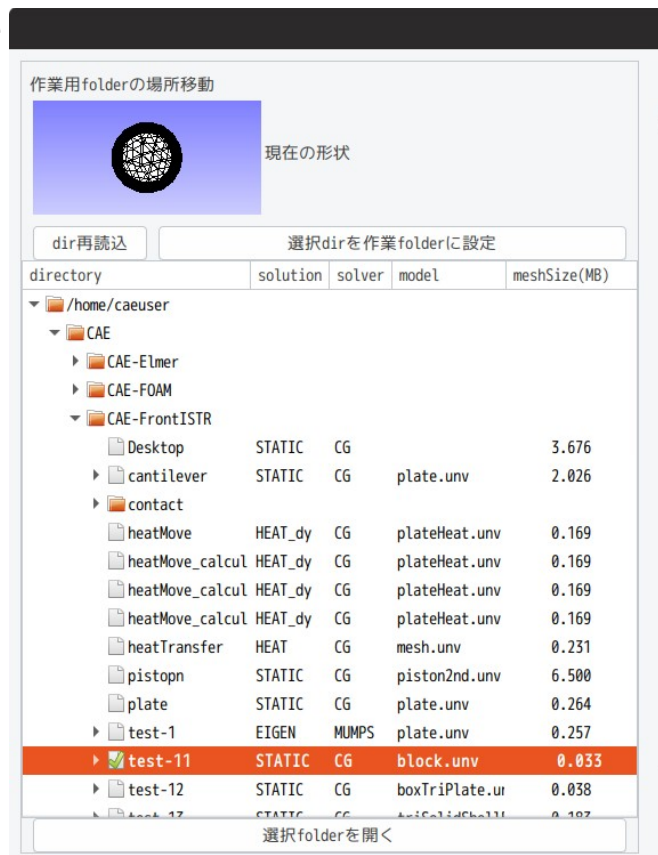 作業用folderの場所移動
現在の形状
dir再読込 選択dirを作業folderに設定
directory solution solver model meshSize(MB)
/home/caeuser
CAE
CAE-Elmer
CAE-FOAM
CAE-FrontISTR
Desktop STATIC CG 3.676
cantilever STATIC CG plate.unv 2.026
contact
heatMove HEAT_dy CG plateHeat.unv 0.169
heatMove_calcul HEAT_dy CG plateHeat.unv 0.169
heatMove_calcul HEAT_dy CG plateHeat.unv 0.169
heatMove_calcul HEAT_dy CG plateHeat.unv 0.169
heatTransfer HEAT CG mesh.unv 0.231
pistopn STATIC CG piston2nd.unv 6.500
plate STATIC CG plate.unv 0.264
test-1 EIGEN MUMPS plate.unv 0.257
test-11 STATIC CG block.unv 0.033
test-12 STATIC CG boxTriPlate.ur 0.038
選択folderを開く